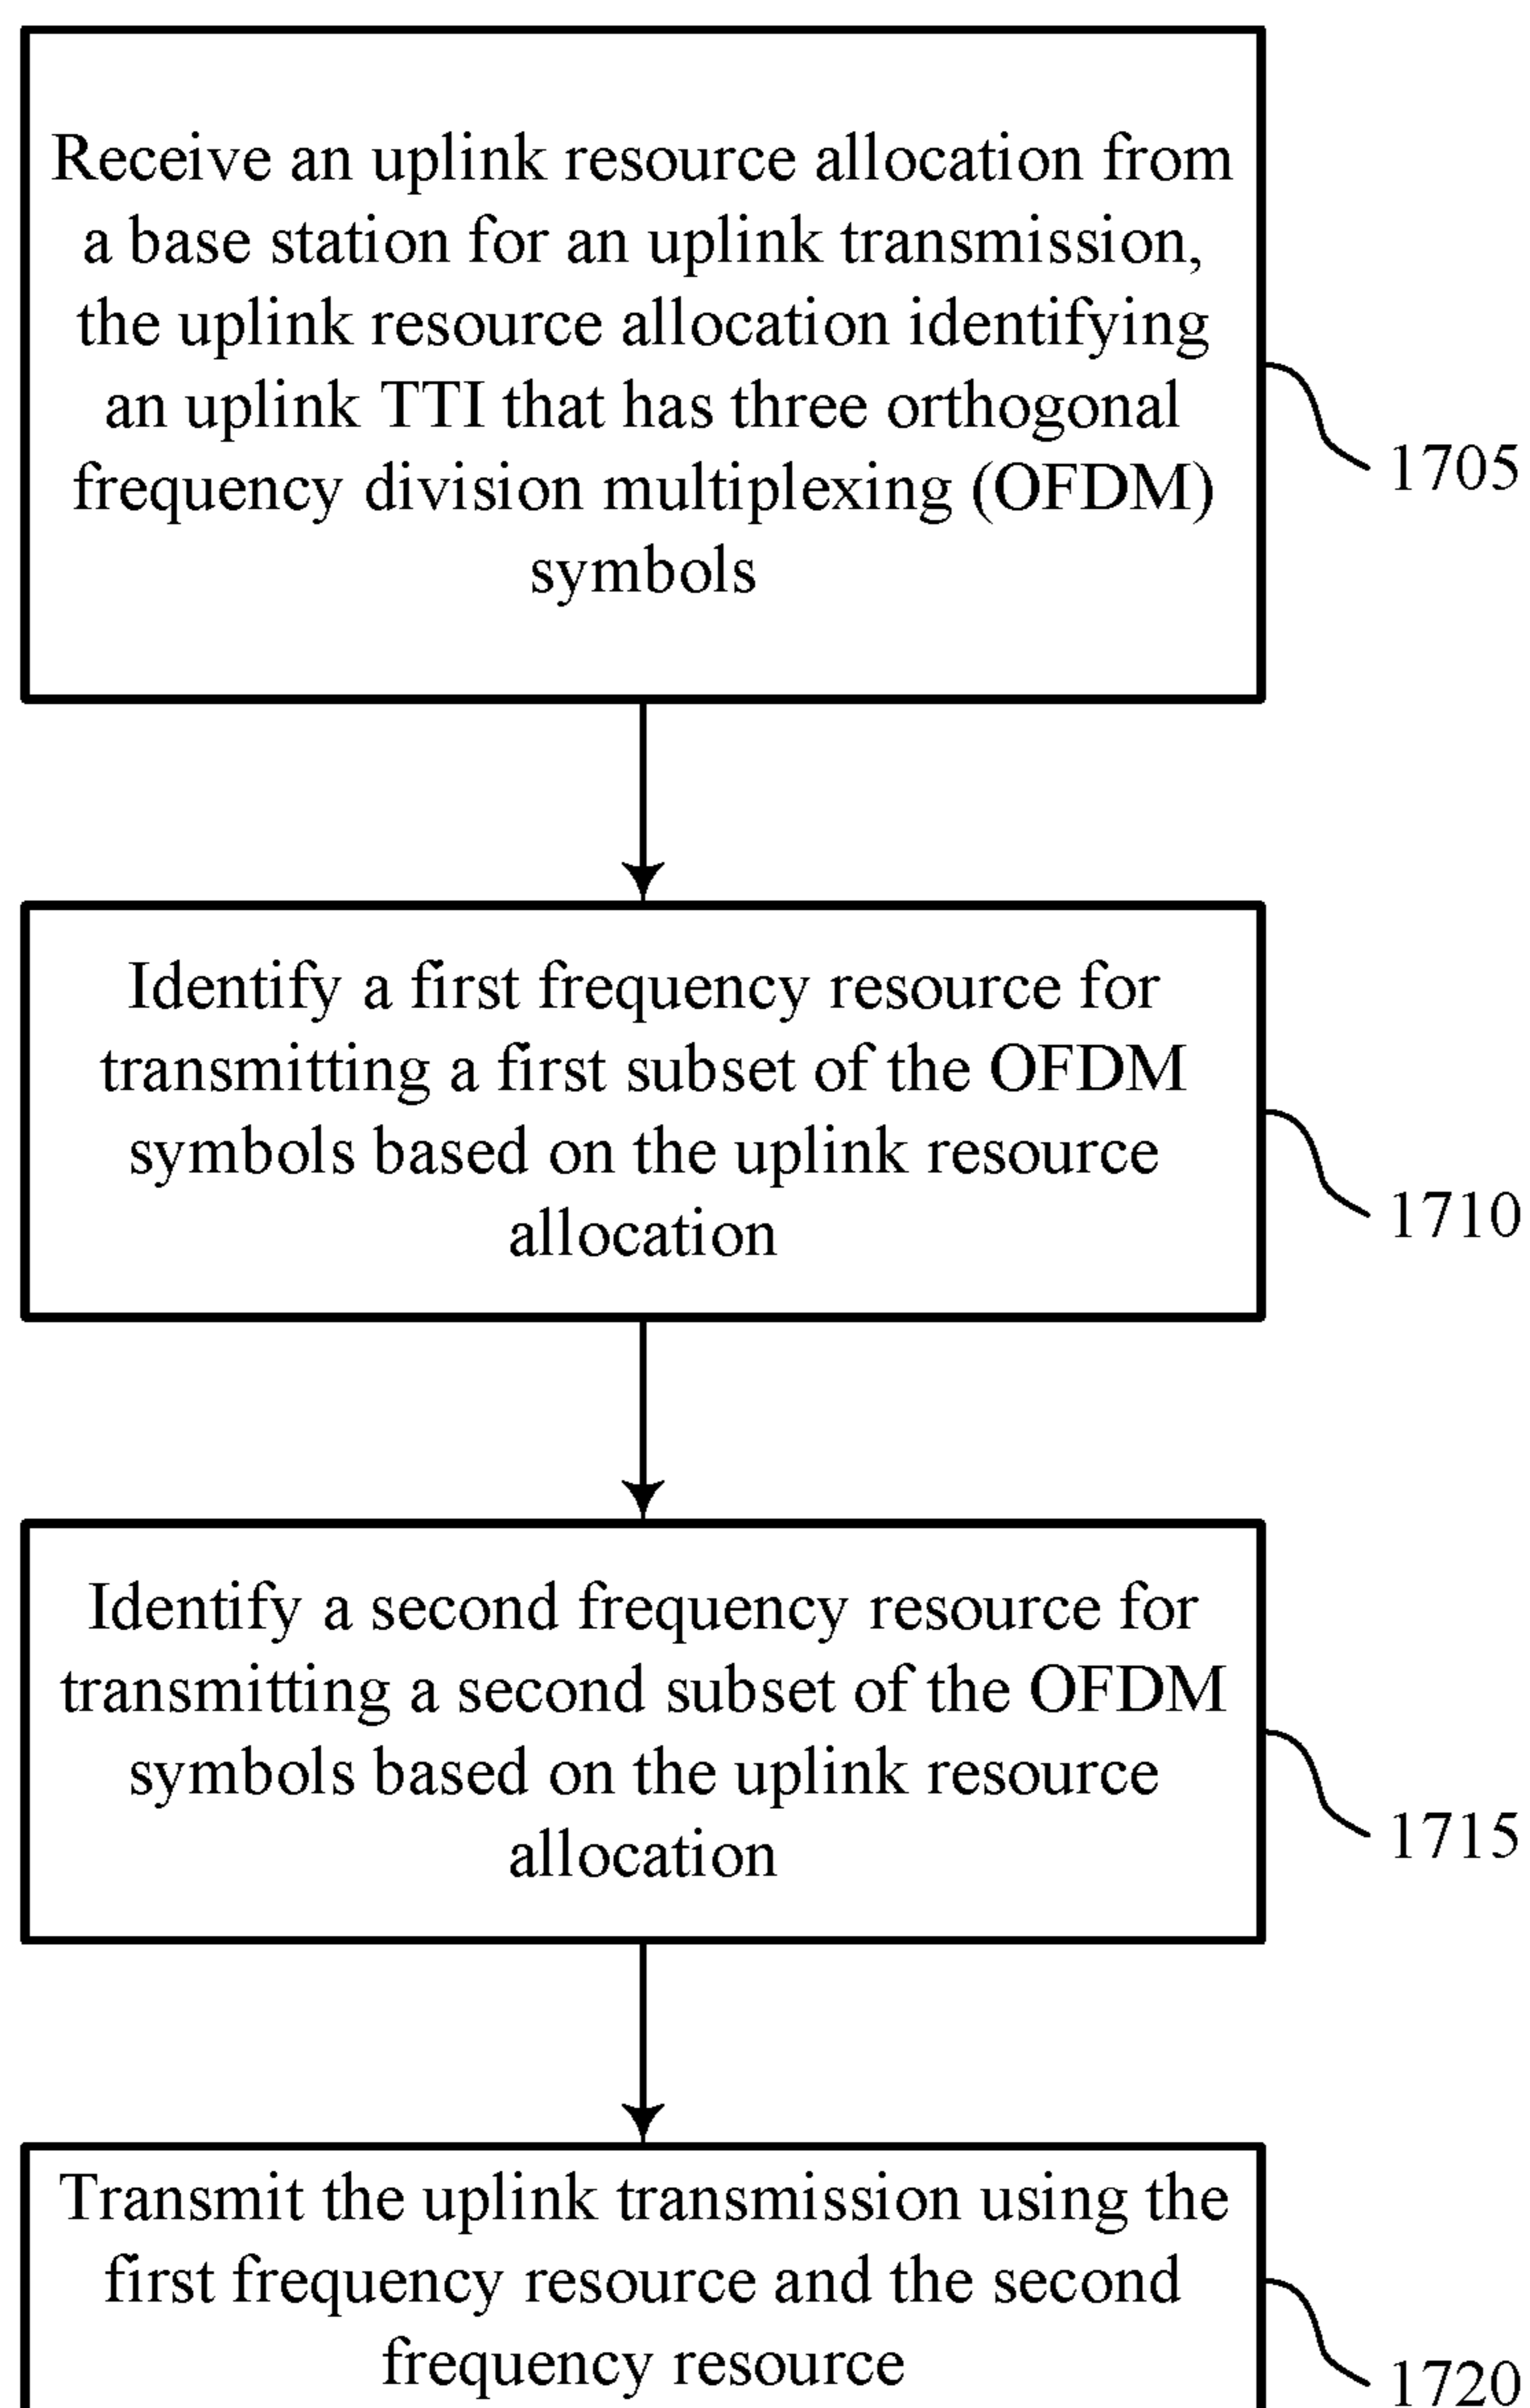 Receive an uplink resource allocation from
a base station for an uplink transmission,
the uplink resource allocation identifying
an uplink TTI that has three orthogonal
frequency division multiplexing (OFDM)
symbols
1705
Identify a first frequency resource for
transmitting a first subset of the OFDM
symbols based on the uplink resource
allocation
1710
Identify a second frequency resource for
transmitting a second subset of the OFDM
symbols based on the uplink resource
allocation
1715
Transmit the uplink transmission using the
first frequency resource and the second
frequency resource
1720